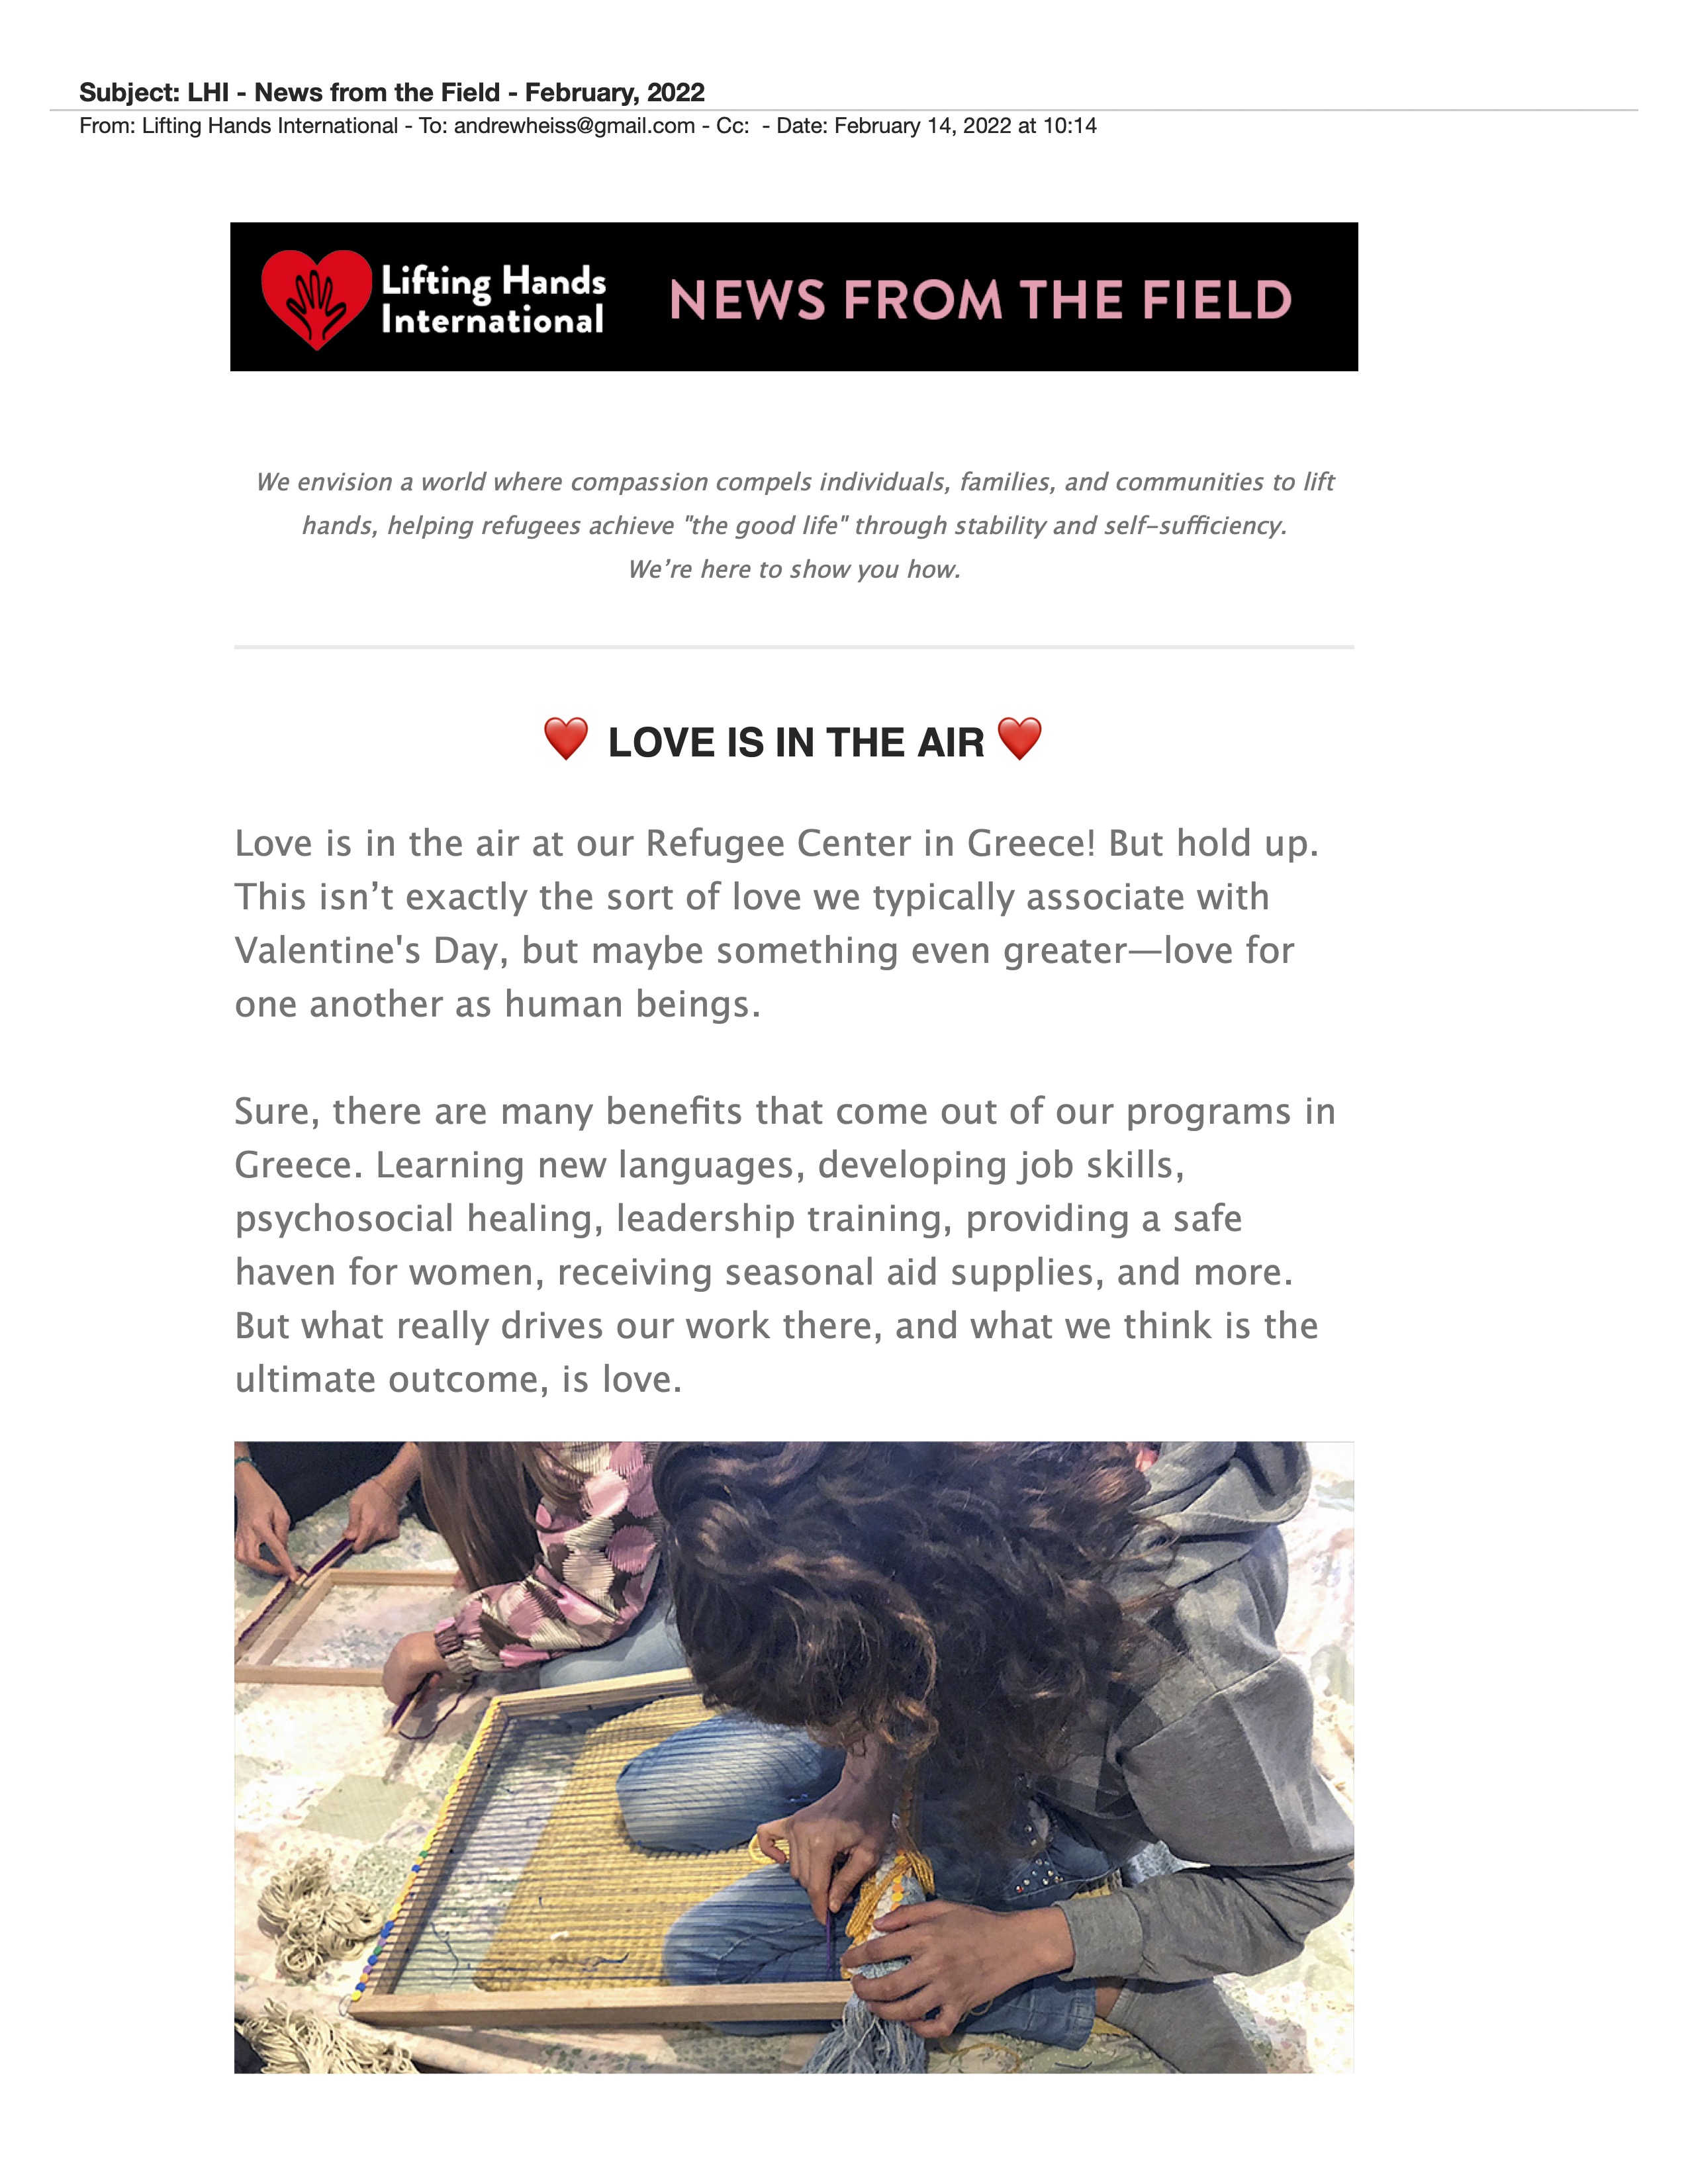 Subject: LHI - News from the Field - February, 2022
From: Lifting Hands International - To: andrewheiss@gmail.com - Cc:  - Date: February 14, 2022 at 10:14
Lifting Hands
International
NEWS FROM THE FIELD
We envision a world where compassion compels individuals, families, and communities to lift
hands, helping refugees achieve "the good life" through stability and self-sufficiency.
We’re here to show you how.
❤️ LOVE IS IN THE AIR ❤️
Love is in the air at our Refugee Center in Greece! But hold up.
This isn’t exactly the sort of love we typically associate with
Valentine's Day, but maybe something even greater—love for
one another as human beings.
Sure, there are many benefits that come out of our programs in
Greece. Learning new languages, developing job skills,
psychosocial healing, leadership training, providing a safe
haven for women, receiving seasonal aid supplies, and more.
But what really drives our work there, and what we think is the
ultimate outcome, is love.